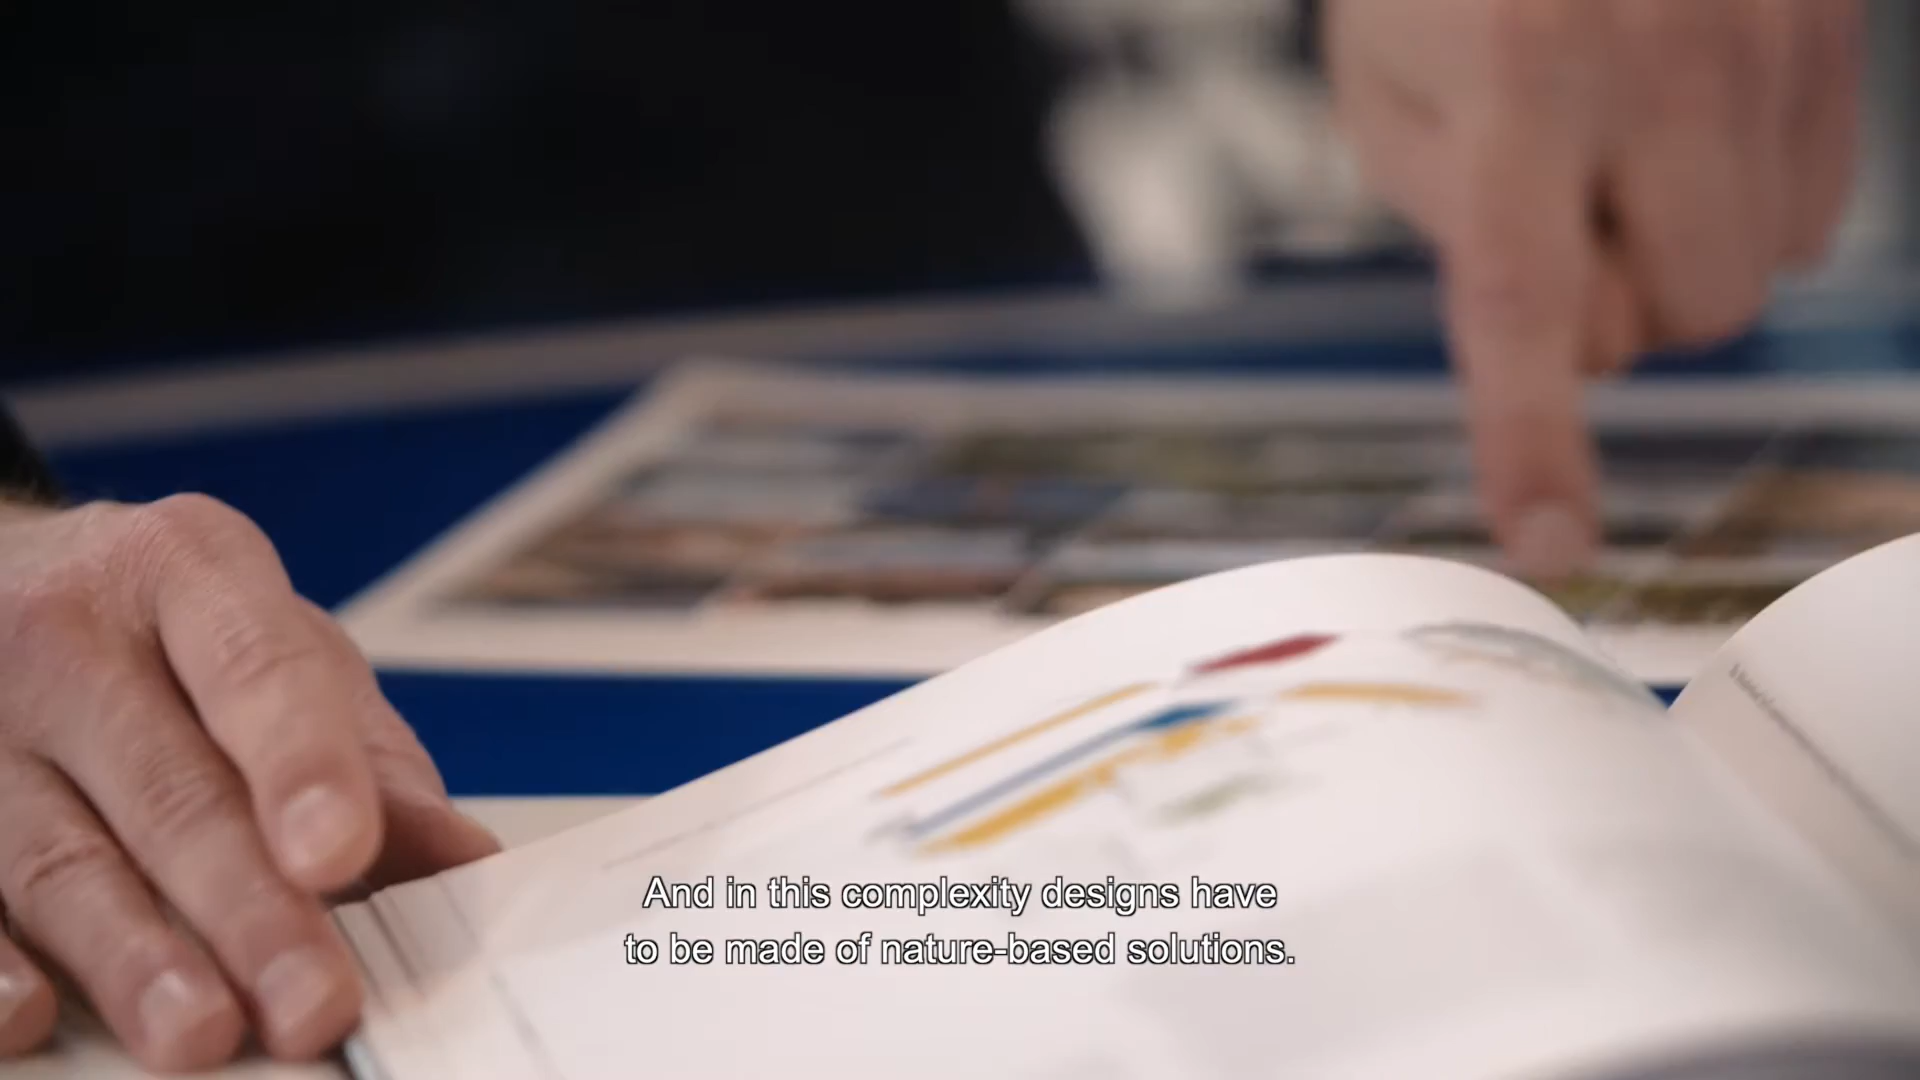 And in this complexity designs have
to be made of nature-based solutions.